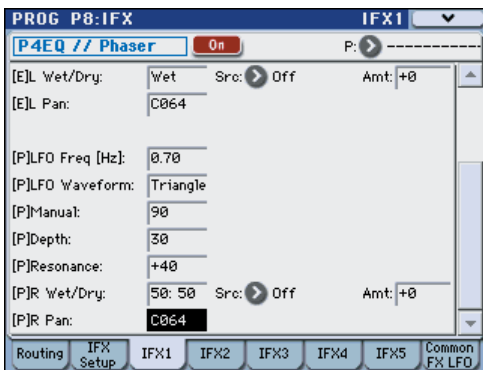 PROG P8:IFX IFX1
P4EQ // Phaser On P: ------------
[E]L Wet/Dry: Wet Src: Off Amt: +0
[E]L Pan: C064
[P]LFO Freq [Hz]: 0.70
[P]LFO Waveform: Triangle
[P]Manual: 90
[P]Depth: 30
[P]Resonance: +40
[P]R Wet/Dry: 50: 50 Src: Off Amt: +0
[P]R Pan: C064
Routing IFX Setup IFX1 IFX2 IFX3 IFX4 IFX5 Common FX LFO